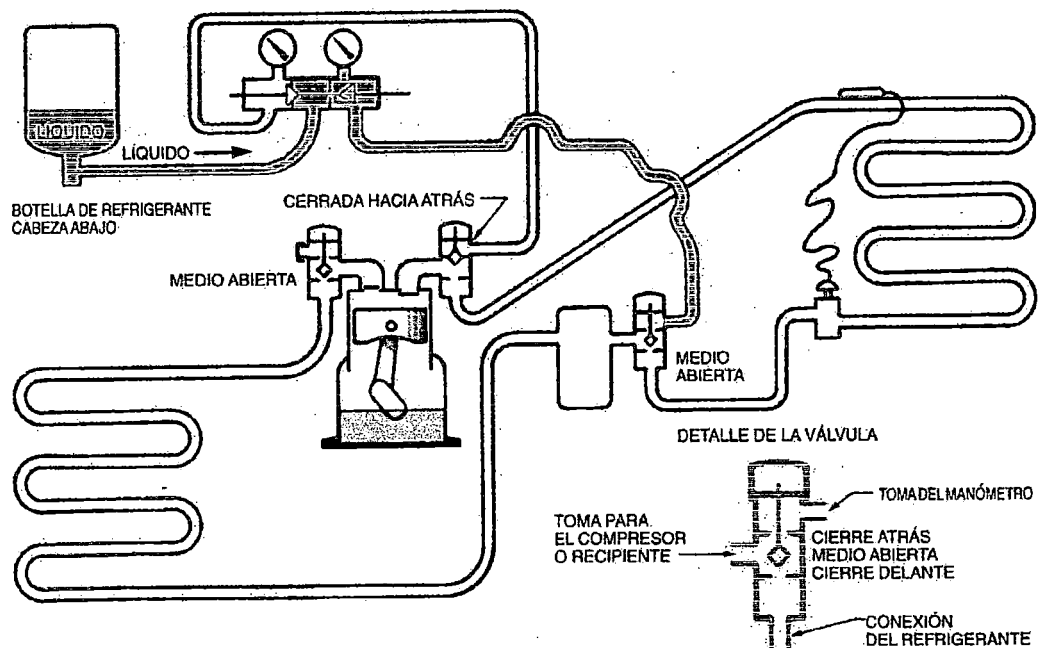 LÍQUIDO
LÍQUIDO
BOTELLA DE REFRIGERANTE
CABEZA ABAJO
CERRADA HACIA ATRÁS
MEDIO ABIERTA
MEDIO
ABIERTA
DETALLE DE LA VÁLVULA
TOMA DEL MANÓMETRO
TOMA PARA
EL COMPRESOR
O RECIPIENTE
CIERRE ATRÁS
MEDIO ABIERTA
CIERRE DELANTE
CONEXIÓN
DEL REFRIGERANTE